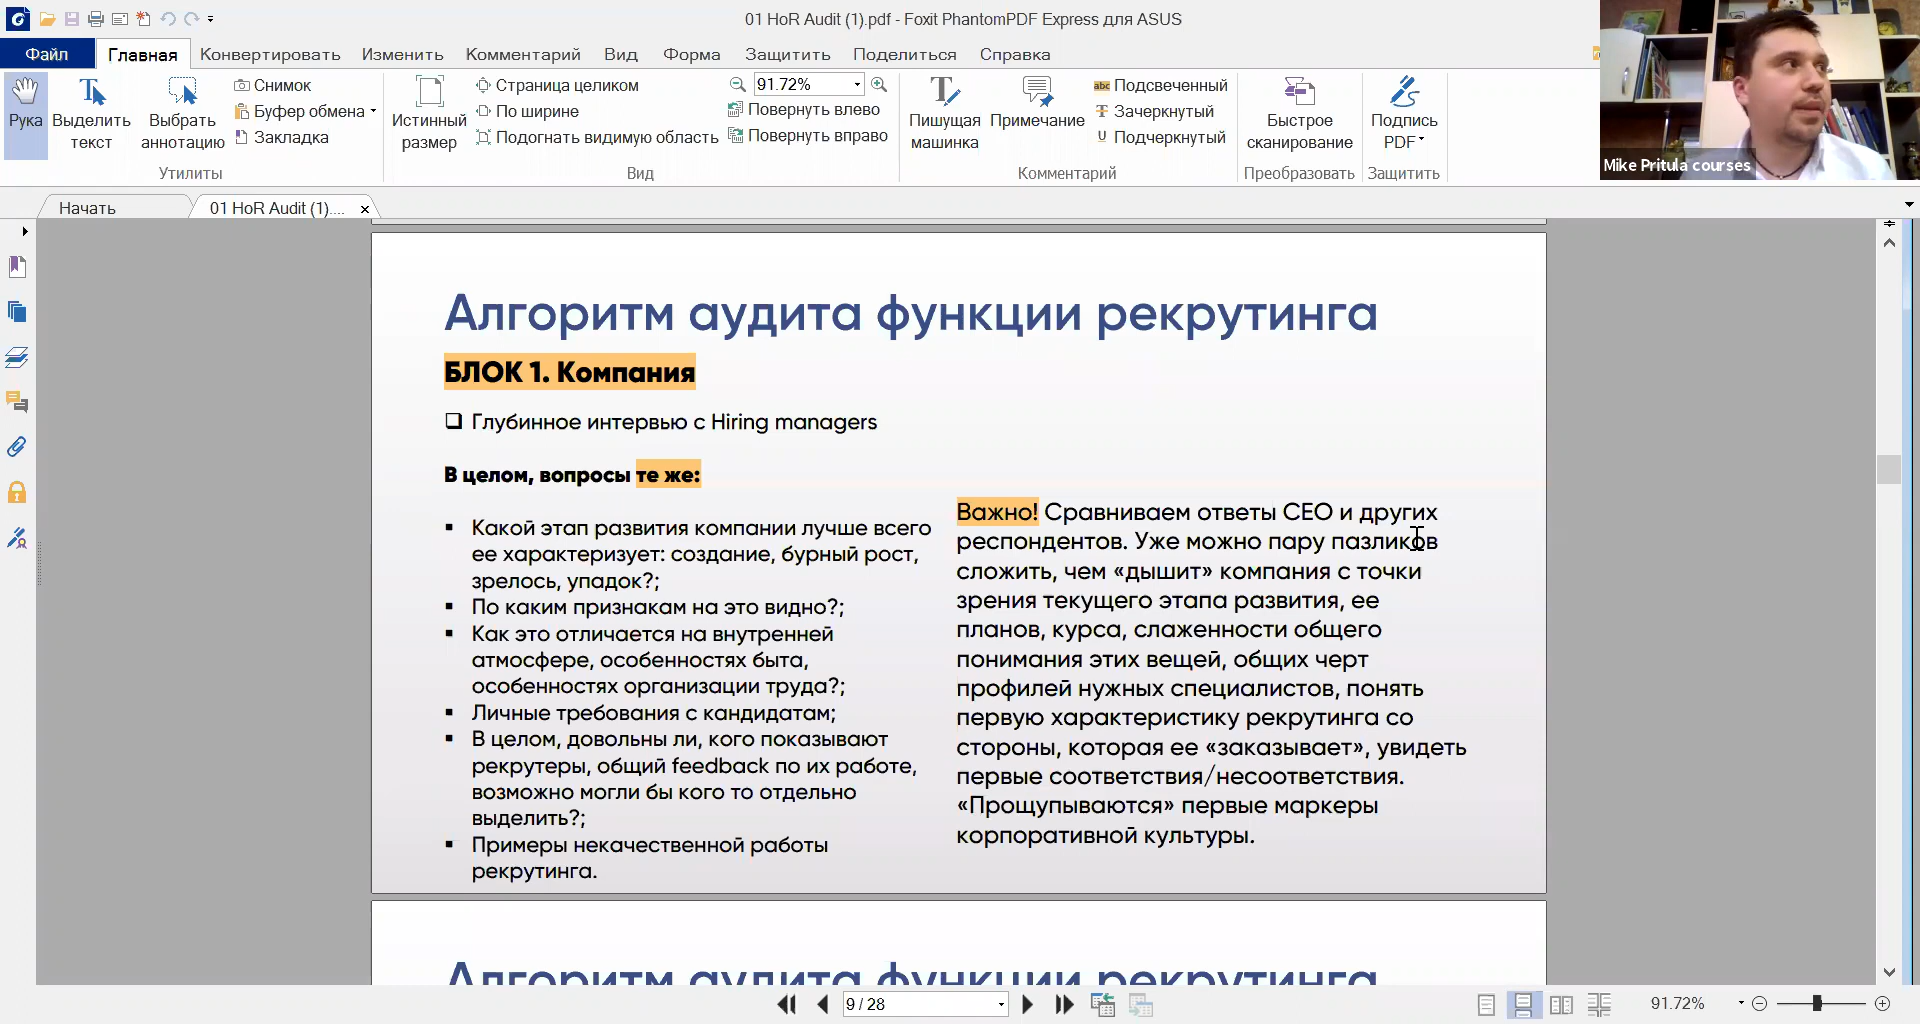 01 HoR Audit (1).pdf - Foxit PhantomPDF Express для ASUS
Файл
Главная
Конвертировать
Изменить
Комментарий
Вид
Форма
Защитить
Поделиться
Справка
Рука
Выделить
текст
Выбрать
аннотацию
Снимок
Буфер обмена
Закладка
Утилиты
Истинный
размер
Страница целиком
По ширине
Подогнать видимую область
91.72%
Повернуть влево
Повернуть вправо
Вид
Пишущая
машинка
Примечание
Подсвеченный
Зачеркнутый
Подчеркнутый
Комментарий
Быстрое
сканирование
Преобразовать
Подпись
PDF
Защитить
Mike Pritula courses
Начать
01 HoR Audit (1)....
Алгоритм аудита функции рекрутинга
БЛОК 1. Компания
Глубинное интервью с Hiring managers
В целом, вопросы те же:
Какой этап развития компании лучше всего
ее характеризует: создание, бурный рост,
зрелось, упадок?;
По каким признакам на это видно?;
Как это отличается на внутренней
атмосфере, особенностях быта,
особенностях организации труда?;
Личные требования с кандидатам;
В целом, довольны ли, кого показывают
рекрутеры, общий feedback по их работе,
возможно могли бы кого то отдельно
выделить?;
Примеры некачественной работы
рекрутинга.
Важно! Сравниваем ответы CEO и других
респондентов. Уже можно пару пазликов
сложить, чем «дышит» компания с точки
зрения текущего этапа развития, ее
планов, курса, слаженности общего
понимания этих вещей, общих черт
профилей нужных специалистов, понять
первую характеристику рекрутинга со
стороны, которая ее «заказывает», увидеть
первые соответствия/несоответствия.
«Прощупываются» первые маркеры
корпоративной культуры.
Алгоритм аудита функции рекрутинга
9 / 28
91.72%